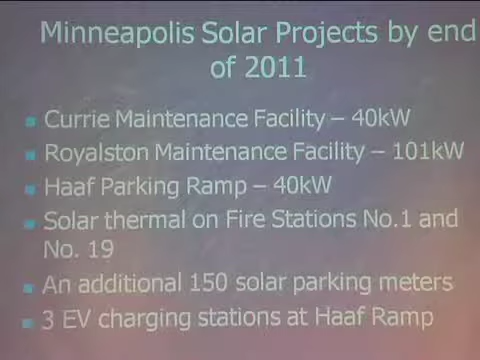 Minneapolis Solar Projects by end
of 2011
Currie Maintenance Facility – 40kW
Royalston Maintenance Facility – 101kW
Haaf Parking Ramp – 40kW
Solar thermal on Fire Stations No.1 and
No. 19
An additional 150 solar parking meters
3 EV charging stations at Haaf Ramp